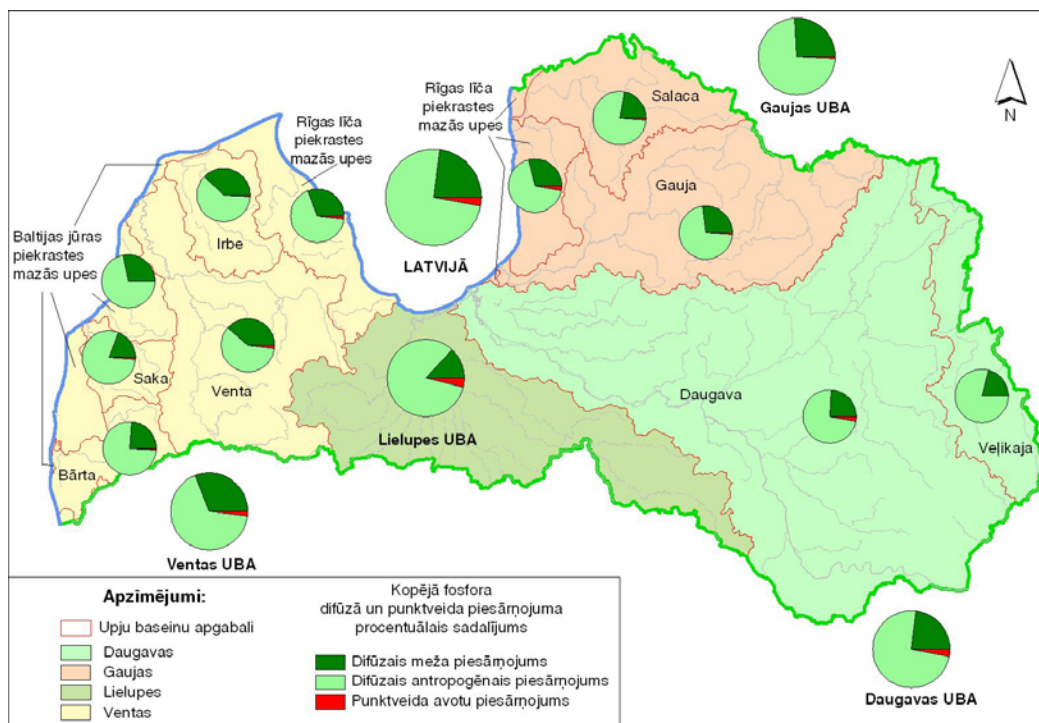 Gaujas UBA
N
Rīgas līča
piekrastes
mazās upes
Salaca
Rīgas līča
piekrastes
mazās upes
Gauja
Irbe
LATVIJĀ
Baltijas jūras
piekrastes
mazās upes
Saka
Venta
Daugava
Lielupes UBA
Veļikaja
Bārta
Ventas UBA
Daugavas UBA
Apzīmējumi:
Upju baseinu apgabali
Daugavas
Gaujas
Lielupes
Ventas
Kopējā fosfora
difūzā un punktveida piesārņojuma
procentuālais sadalījums
Difūzais meža piesārņojums
Difūzais antropogēnais piesārņojums
Punktveida avotu piesārņojums